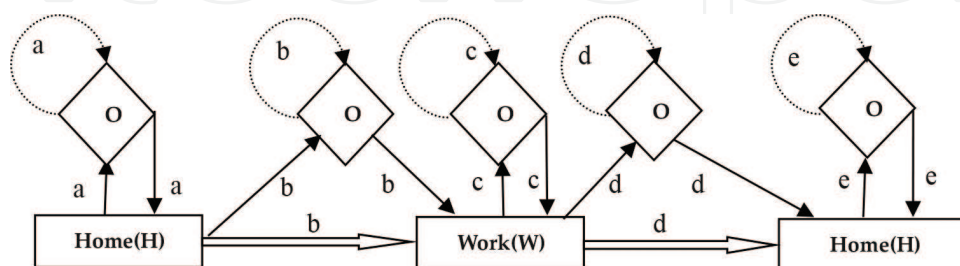 a b c d e
O O O O O
a a b b c c d d e e
Home(H) b Work(W) d Home(H)